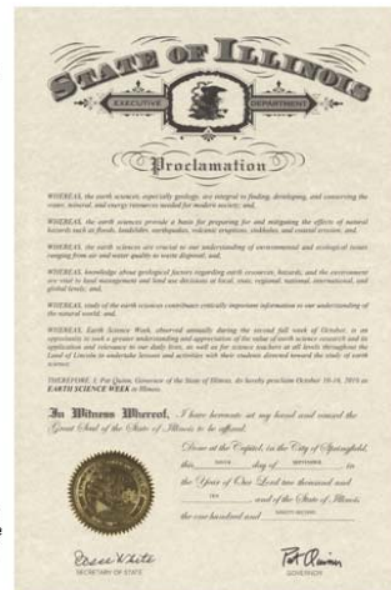 STATE OF ILLINOIS
EXECUTIVE DEPARTMENT
Proclamation
WHEREAS, the earth sciences, especially geology, are integral to finding, developing, and conserving the
water, mineral, and energy resources needed for modern society; and,
WHEREAS, the earth sciences provide a basis for preparing for and mitigating the effects of natural
hazards such as floods, landslides, earthquakes, volcanic eruptions, sinkholes, and coastal erosion; and,
WHEREAS, the earth sciences are crucial to our understanding of environmental and ecological issues
ranging from air and water quality to waste disposal; and,
WHEREAS, knowledge about geological factors regarding earth resources, hazards, and the environment
are vital to land management and land use decisions at local, state, regional, national, international, and
global levels; and,
WHEREAS, study of the earth sciences contributes critically important information to our understanding of
the natural world; and,
WHEREAS, Earth Science Week, observed annually during the second full week of October, is an
opportunity to seek a greater understanding and appreciation of the value of earth science research and its
application and relevance to our daily lives, as well as for science teachers at all levels throughout the
Land of Lincoln to undertake lessons and activities with their students directed toward the study of earth
science:
THEREFORE, I, Pat Quinn, Governor of the State of Illinois, do hereby proclaim October 10-16, 2010 as
EARTH SCIENCE WEEK in Illinois.
In Witness Whereof, I have hereunto set my hand and caused the
Great Seal of the State of Illinois to be affixed.
Done at the Capitol, in the City of Springfield,
this day of SEPTEMBER, in
the Year of Our Lord two thousand and
TEN, and of the State of Illinois
the one hundred and NINETY-SECOND
Jesse White
SECRETARY OF STATE
Pat Quinn
GOVERNOR